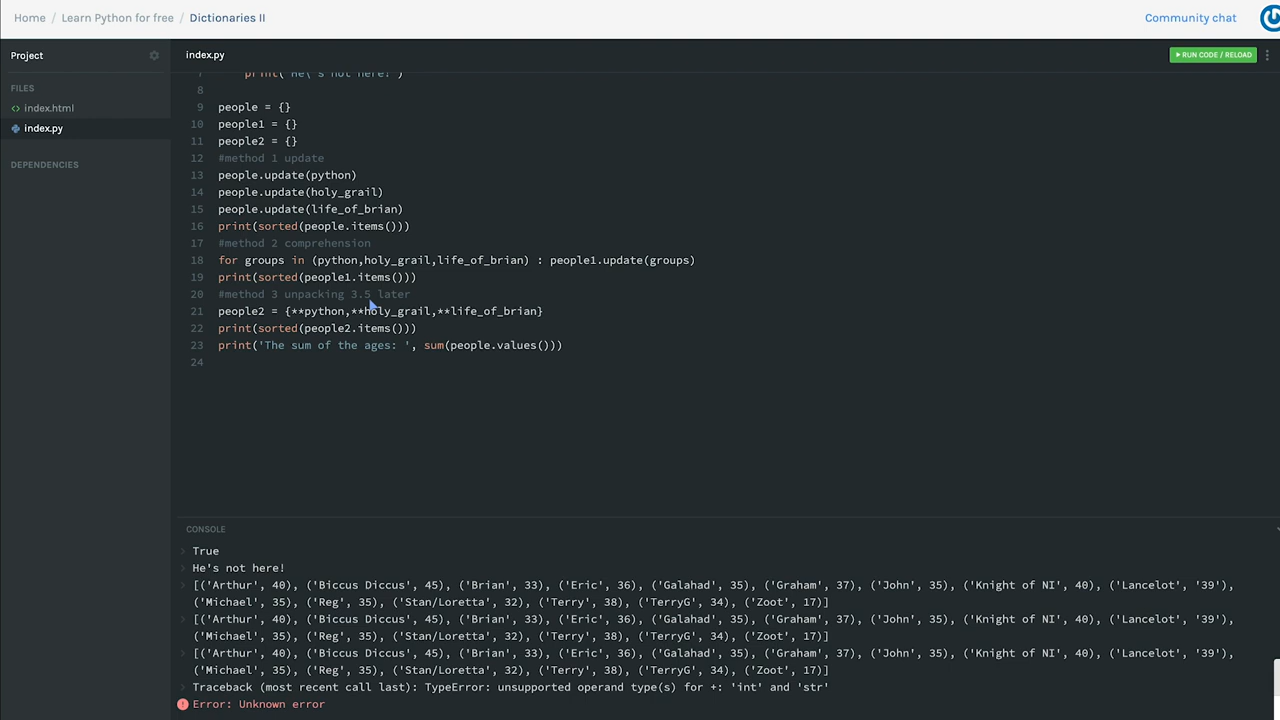 Home / Learn Python for free / Dictionaries II
Community chat
Project
index.py
▶ RUN CODE / RELOAD
FILES
<> index.html
index.py
DEPENDENCIES
7 print('He\'s not here!')
8
9 people = {}
10 people1 = {}
11 people2 = {}
12 #method 1 update
13 people.update(python)
14 people.update(holy_grail)
15 people.update(life_of_brian)
16 print(sorted(people.items()))
17 #method 2 comprehension
18 for groups in (python,holy_grail,life_of_brian) : people1.update(groups)
19 print(sorted(people1.items()))
20 #method 3 unpacking 3.5 later
21 people2 = {**python,**holy_grail,**life_of_brian}
22 print(sorted(people2.items()))
23 print('The sum of the ages: ', sum(people.values()))
24
CONSOLE
> True
> He's not here!
> [('Arthur', 40), ('Biccus Diccus', 45), ('Brian', 33), ('Eric', 36), ('Galahad', 35), ('Graham', 37), ('John', 35), ('Knight of NI', 40), ('Lancelot', '39'),
('Michael', 35), ('Reg', 35), ('Stan/Loretta', 32), ('Terry', 38), ('TerryG', 34), ('Zoot', 17)]
> [('Arthur', 40), ('Biccus Diccus', 45), ('Brian', 33), ('Eric', 36), ('Galahad', 35), ('Graham', 37), ('John', 35), ('Knight of NI', 40), ('Lancelot', '39'),
('Michael', 35), ('Reg', 35), ('Stan/Loretta', 32), ('Terry', 38), ('TerryG', 34), ('Zoot', 17)]
> [('Arthur', 40), ('Biccus Diccus', 45), ('Brian', 33), ('Eric', 36), ('Galahad', 35), ('Graham', 37), ('John', 35), ('Knight of NI', 40), ('Lancelot', '39'),
('Michael', 35), ('Reg', 35), ('Stan/Loretta', 32), ('Terry', 38), ('TerryG', 34), ('Zoot', 17)]
> Traceback (most recent call last): TypeError: unsupported operand type(s) for +: 'int' and 'str'
Error: Unknown error